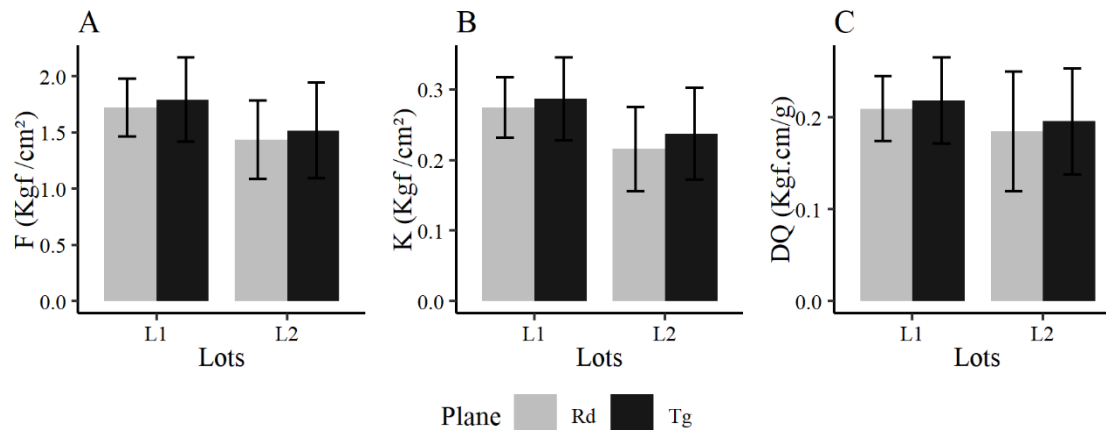 A
F (Kgf /cm²)
2.0
1.5
1.0
0.5
0.0
L1 L2
Lots
B
K (Kgf /cm²)
0.3
0.2
0.1
0.0
L1 L2
Lots
C
DQ (Kgf.cm/g)
0.2
0.1
0.0
L1 L2
Lots
Plane Rd Tg